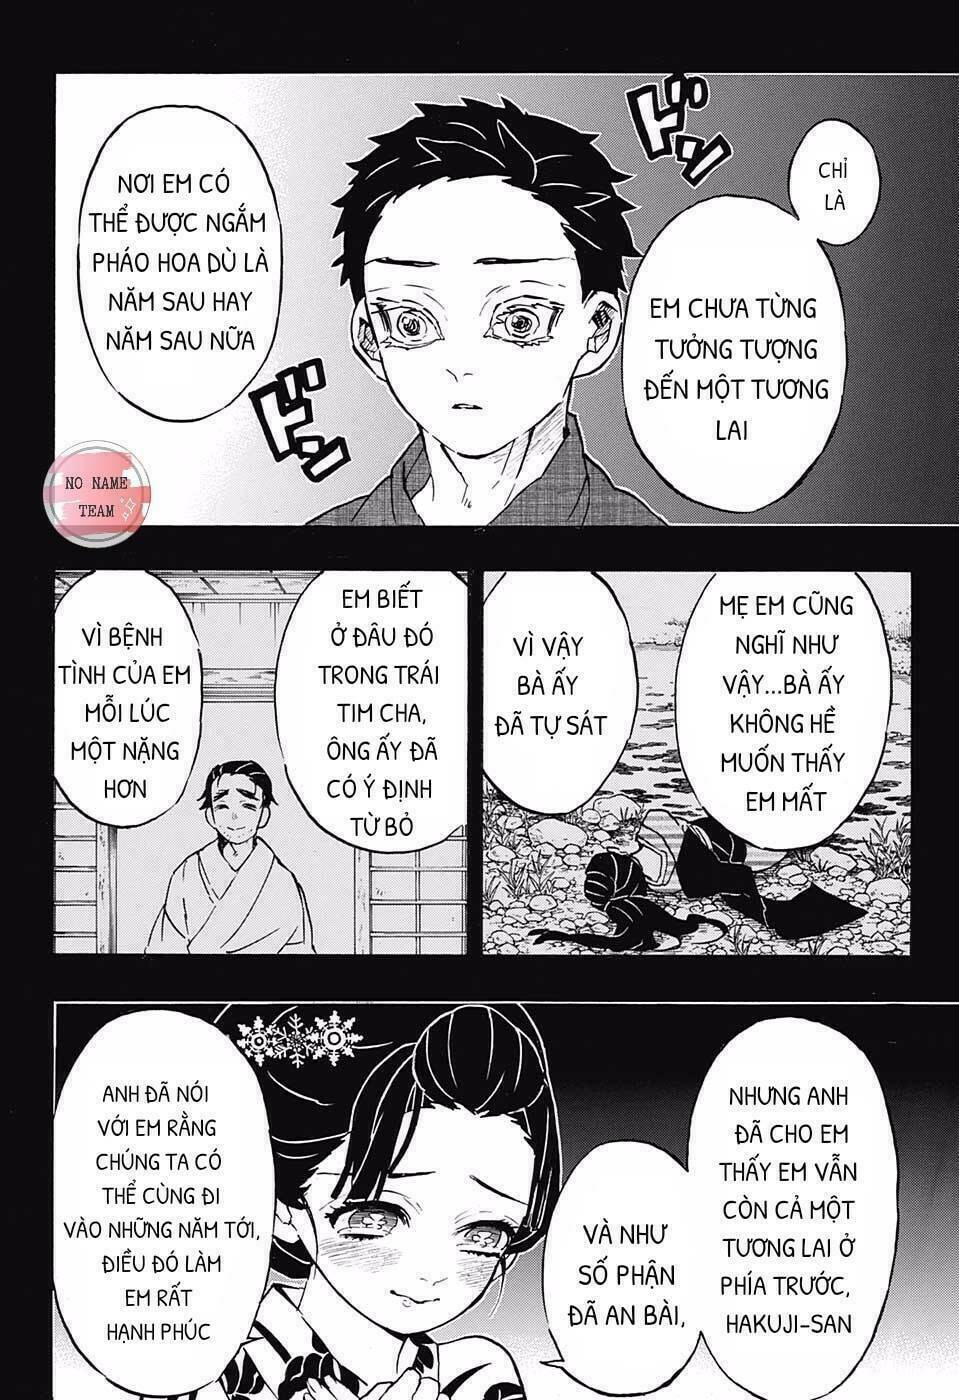 CHỈ
LÀ
EM CHƯA TỪNG
TƯỞNG TƯỢNG
ĐẾN MỘT TƯƠNG
LAI
ドドン
NƠI EM CÓ
THỂ ĐƯỢC NGẮM
PHÁO HOA DÙ LÀ
NĂM SAU HAY
NĂM SAU NỮA
ドドン
NO NAME
TEAM
MẸ EM CŨNG
NGHĨ NHƯ
VẬY...BÀ ẤY
KHÔNG HỀ
MUỐN THẤY
EM MẤT
VÌ VẬY
BÀ ẤY
ĐÃ TỰ SÁT
EM BIẾT
Ở ĐÂU ĐÓ
TRONG TRÁI
TIM CHA,
ÔNG ẤY ĐÃ
CÓ Ý ĐỊNH
TỪ BỎ
VÌ BỆNH
TÌNH CỦA EM
MỖI LÚC
MỘT NẶNG
HƠN
NHƯNG ANH
ĐÃ CHO EM
THẤY EM VẪN
CÒN CẢ MỘT
TƯƠNG LAI Ở
PHÍA TRƯỚC,
HAKUJI-SAN
VÀ NHƯ
SỐ PHẬN
ĐÃ AN BÀI,
ANH ĐÃ NÓI
VỚI EM RẰNG
CHÚNG TA CÓ
THỂ CÙNG ĐI
VÀO NHỮNG NĂM TỚI,
ĐIỀU ĐÓ LÀM
EM RẤT
HẠNH PHÚC